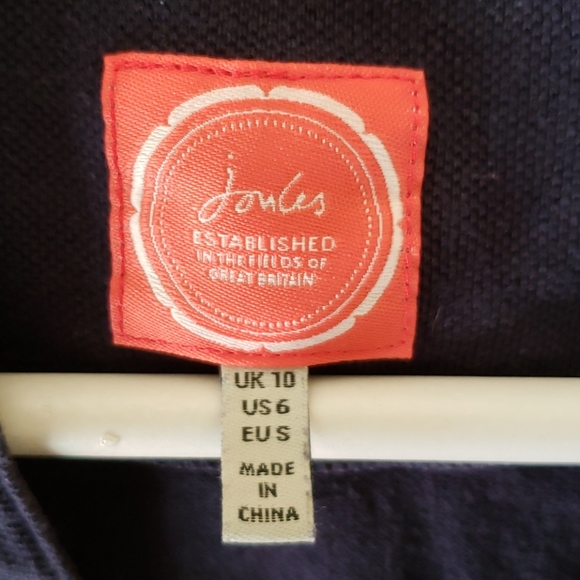 Joules
ESTABLISHED
IN THE FIELDS OF
GREAT BRITAIN
UK 10
US 6
EU S
MADE
IN
CHINA